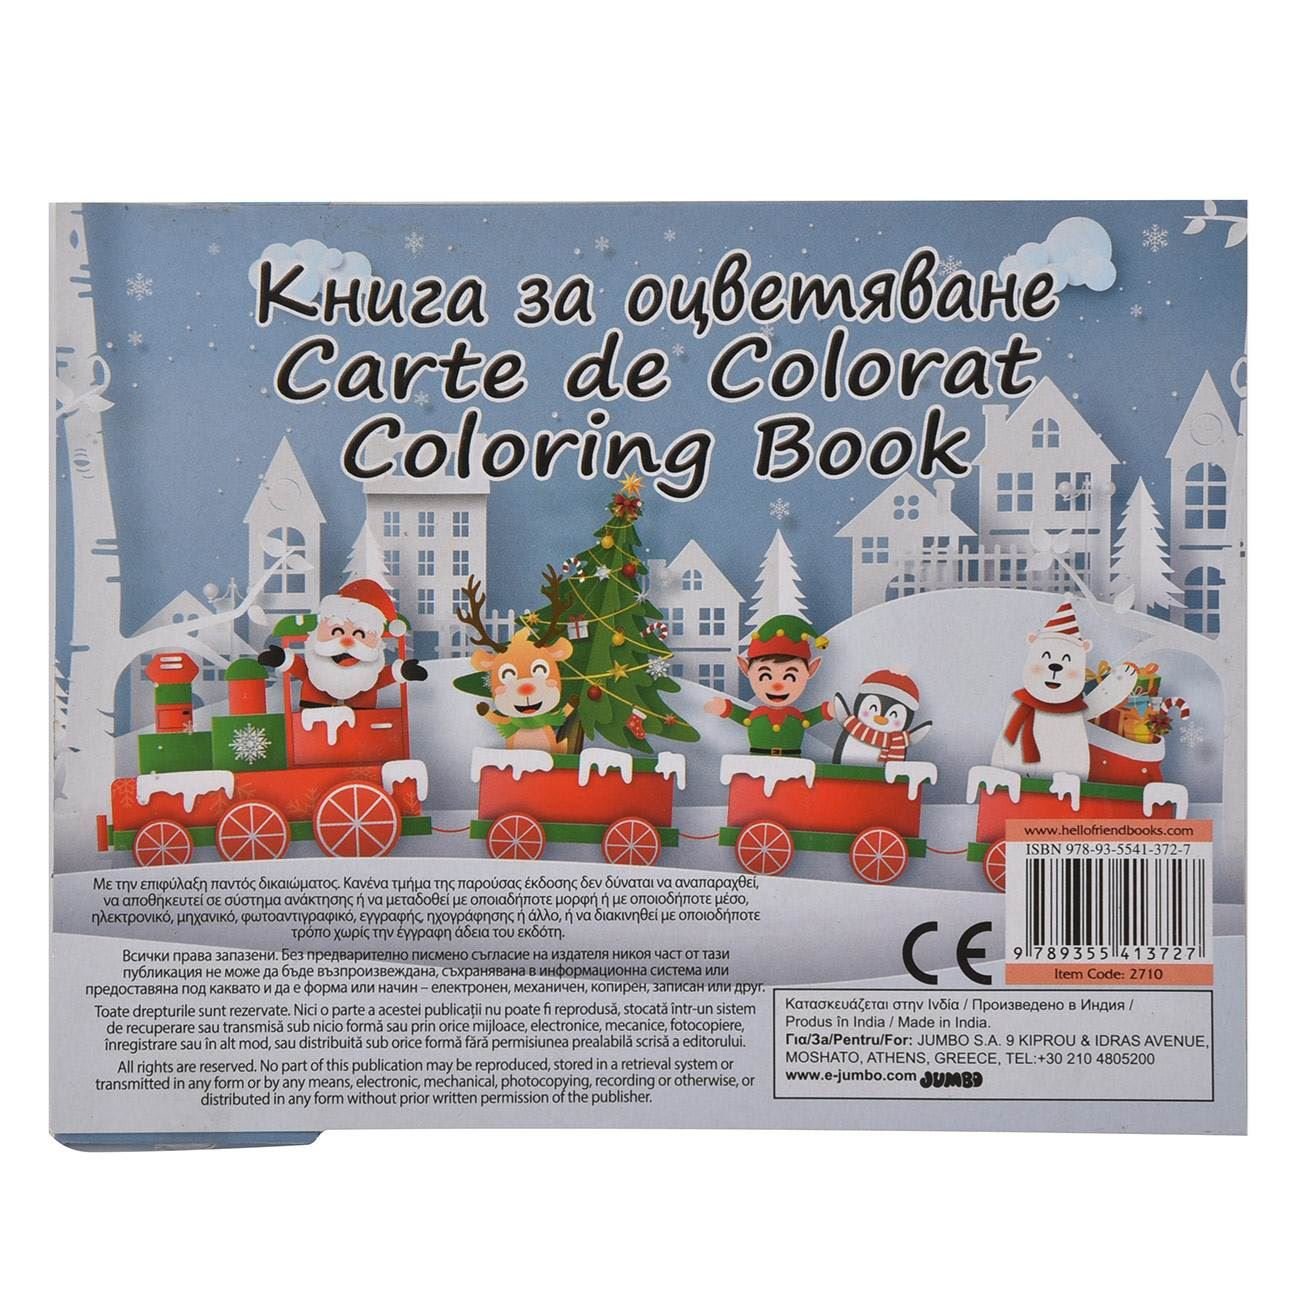 Книга за оцветяване
Carte de Colorat
Coloring Book
Με την επιφύλαξη παντός δικαιώματος. Κανένα τμήμα της παρούσας έκδοσης δεν δύναται να αναπαραχθεί,
να αποθηκευτεί σε σύστημα ανάκτησης ή να μεταδοθεί με οποιαδήποτε μορφή ή με οποιοδήποτε μέσο,
ηλεκτρονικό, μηχανικό, φωτοαντιγραφικό, εγγραφής, ηχογράφησης ή άλλο, ή να διακινηθεί με οποιοδήποτε
τρόπο χωρίς την έγγραφη άδεια του εκδότη.
Всички права запазени. Без предварително писмено съгласие на издателя никоя част от тази
публикация не може да бъде възпроизвеждана, съхранявана в информационна система или
предоставяна под каквато и да е форма или начин – електронен, механичен, копирен, записан или друг.
Toate drepturile sunt rezervate. Nici o parte a acestei publicații nu poate fi reprodusă, stocată într-un sistem
de recuperare sau transmisă sub nicio formă sau prin orice mijloace, electronice, mecanice, fotocopiere,
înregistrare sau în alt mod, sau distribuită sub orice formă fără permisiunea prealabilă scrisă a editorului.
All rights are reserved. No part of this publication may be reproduced, stored in a retrieval system or
transmitted in any form or by any means, electronic, mechanical, photocopying, recording or otherwise, or
distributed in any form without prior written permission of the publisher.
CE
www.hellofriendbooks.com
ISBN 978-93-5541-372-7
9 789355 413727
Item Code: 2710
Κατασκευάζεται στην Ινδία / Произведено в Индия /
Produs în India / Made in India.
Για/За/Pentru/For: JUMBO S.A. 9 KIPROU & IDRAS AVENUE,
MOSHATO, ATHENS, GREECE, TEL:+30 210 4805200
www.e-jumbo.com JUMBO